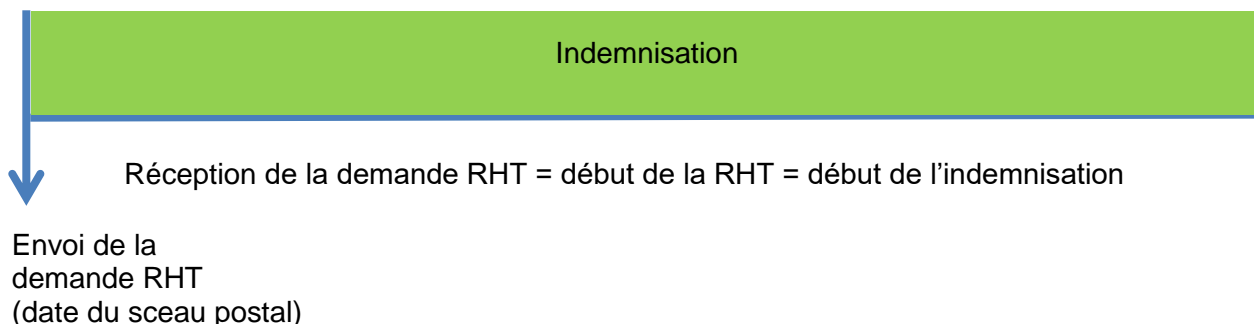 Indemnisation
Réception de la demande RHT = début de la RHT = début de l’indemnisation
Envoi de la
demande RHT
(date du sceau postal)